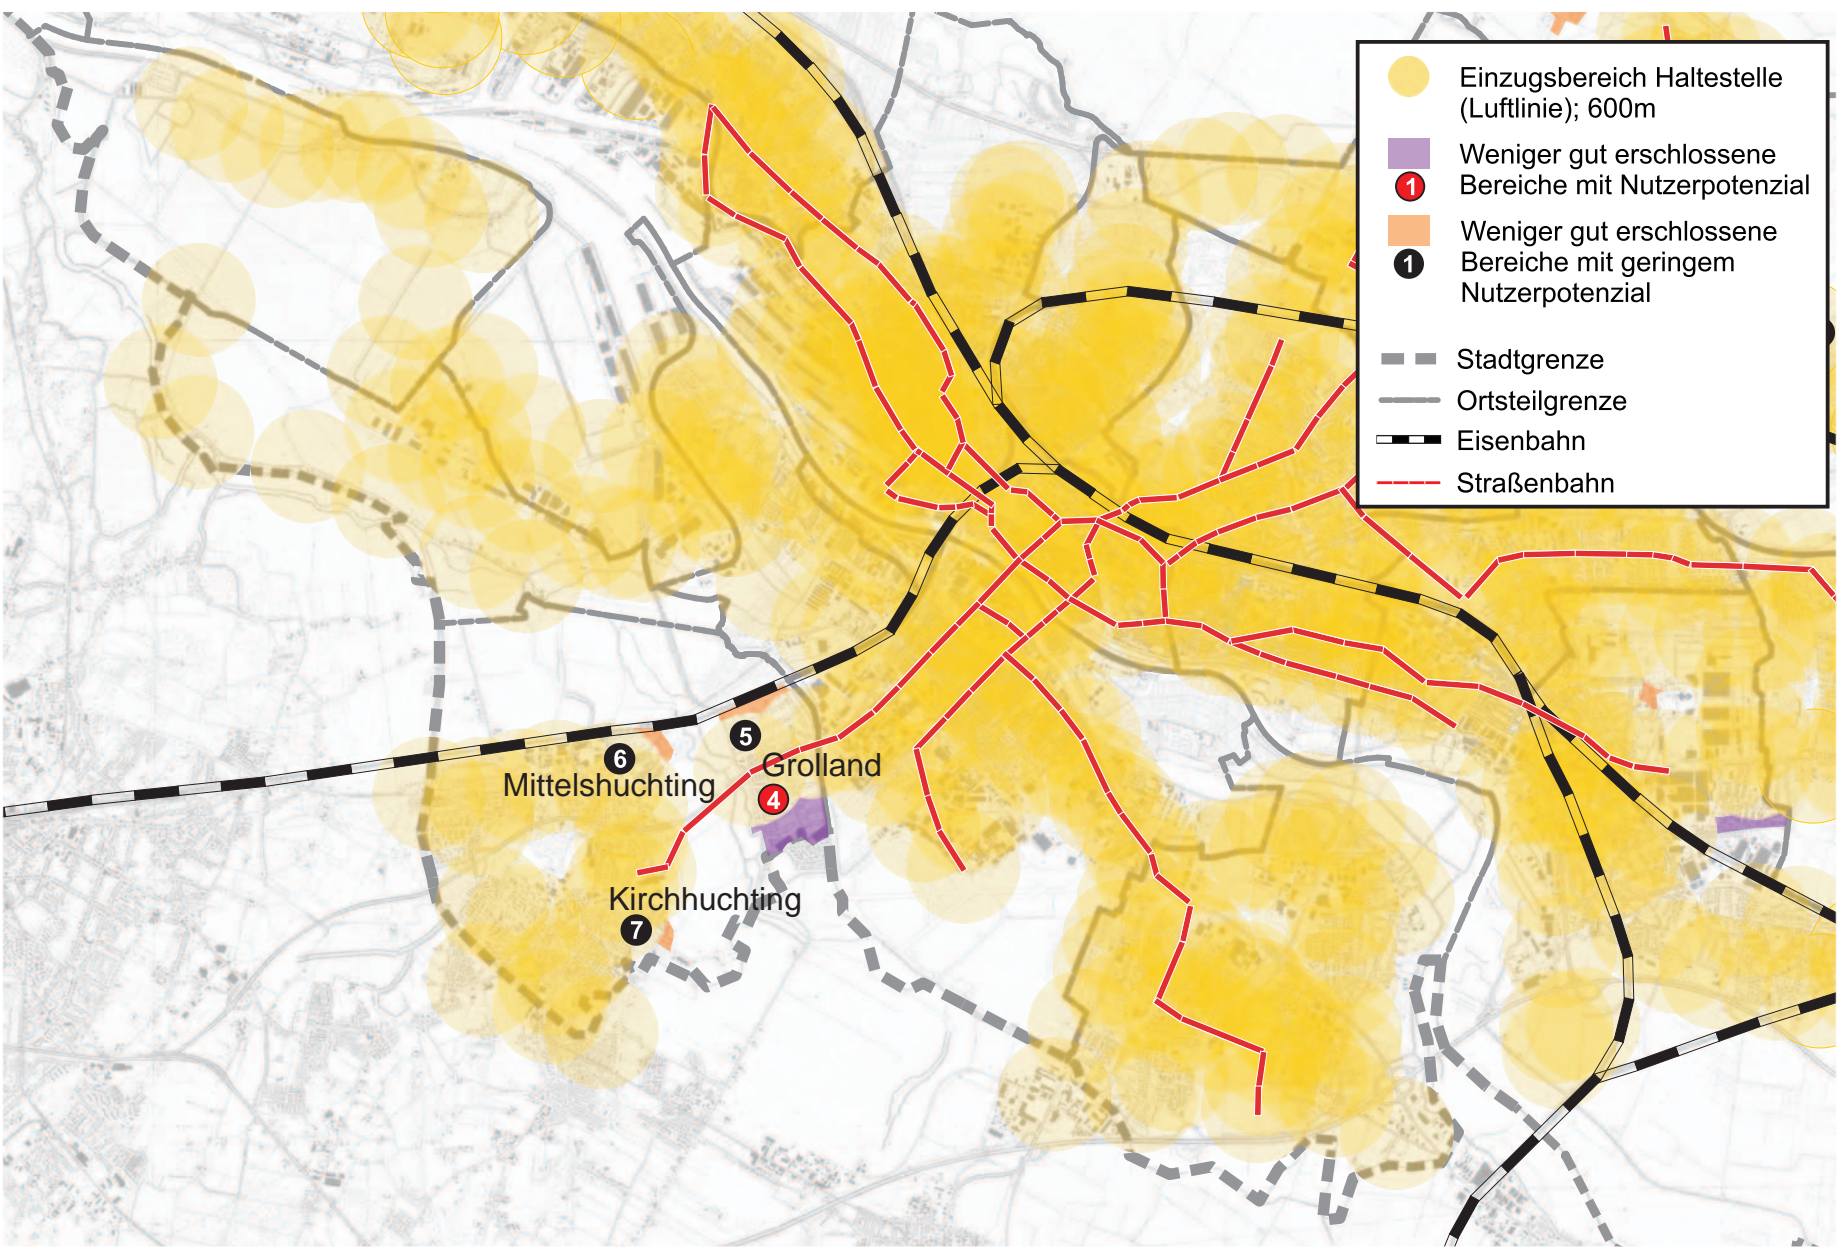 Einzugsbereich Haltestelle
(Luftlinie); 600m
Weniger gut erschlossene
1 Bereiche mit Nutzerpotenzial
Weniger gut erschlossene
1 Bereiche mit geringem
Nutzerpotenzial
Stadtgrenze
Ortsteilgrenze
Eisenbahn
Straßenbahn
5
6
Grolland
Mittelshuchting
4
Kirchhuchting
7